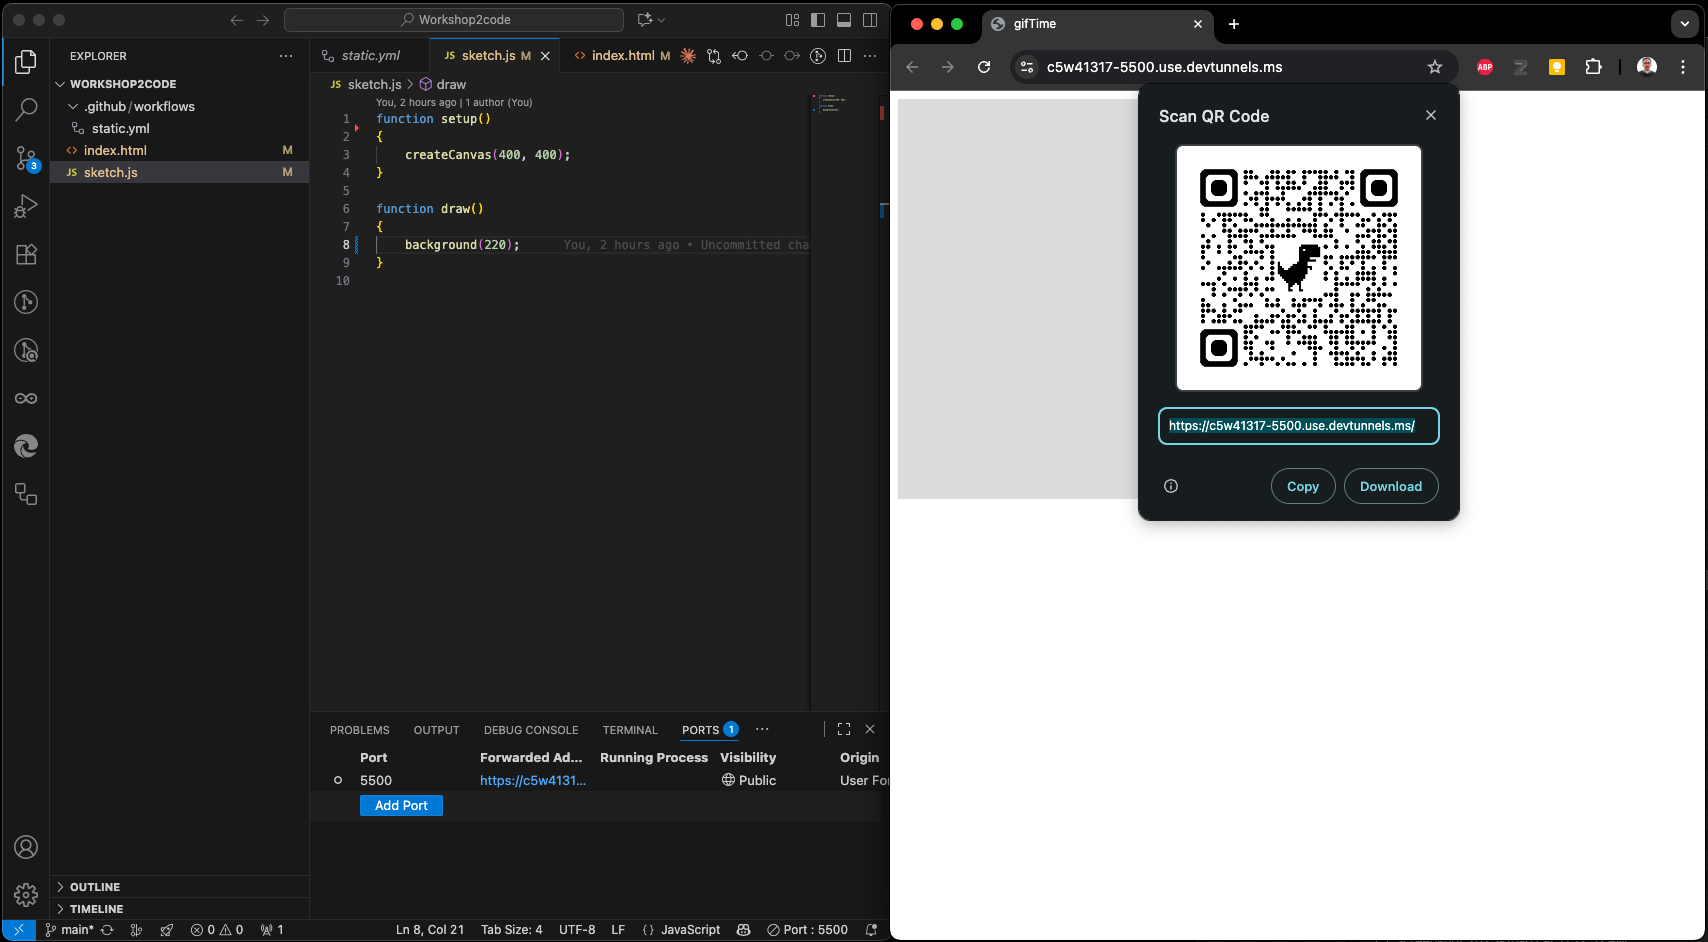 Workshop2code
EXPLORER
WORKSHOP2CODE
.github/workflows
static.yml
index.html M
sketch.js M
OUTLINE
TIMELINE
3
static.yml
JS sketch.js M
index.html M
JS sketch.js > draw
You, 2 hours ago | 1 author (You)
1 function setup()
2 {
3 createCanvas(400, 400);
4 }
5
6 function draw()
7 {
8 background(220); You, 2 hours ago • Uncommitted cha
9 }
10
PROBLEMS OUTPUT DEBUG CONSOLE TERMINAL PORTS 1
Port Forwarded Ad... Running Process Visibility Origin
5500 https://c5w4131... Public User Fo
Add Port
main* 0 0 1 Ln 8, Col 21 Tab Size: 4 UTF-8 LF {} JavaScript Port : 5500
gifTime
c5w41317-5500.use.devtunnels.ms
ABP
Scan QR Code
https://c5w41317-5500.use.devtunnels.ms/
Copy
Download